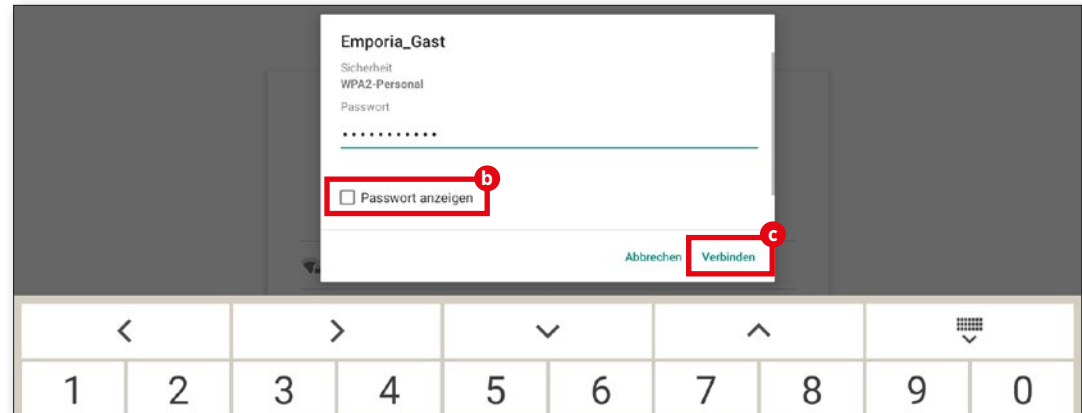 Emporia_Gast
Sicherheit
WPA2-Personal
Passwort
•••••••••••
b
Passwort anzeigen
c
Abbrechen Verbinden
1 2 3 4 5 6 7 8 9 0